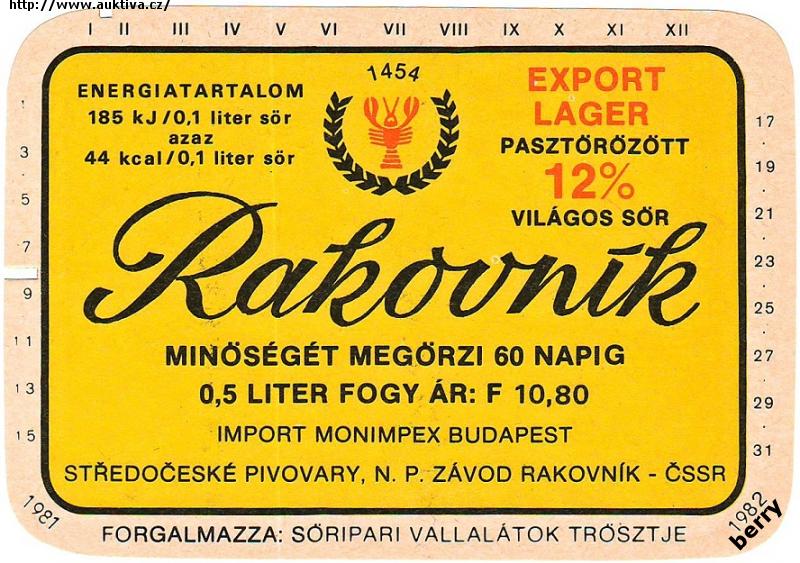 http://www.auktiva.cz/
I II III IV V VI VII VIII IX X XI XII
1454
ENERGIATARTALOM
185 kJ/0,1 liter sör
azaz
44 kcal/0,1 liter sör
EXPORT
LAGER
PASZTÖRÖZÖTT
12%
VILÁGOS SÖR
Rakovník
MINÖSÉGÉT MEGÖRZI 60 NAPIG
0,5 LITER FOGY ÁR: F 10,80
IMPORT MONIMPEX BUDAPEST
STŘEDOČESKÉ PIVOVARY, N. P. ZÁVOD RAKOVNÍK - ČSSR
FORGALMAZZA: SÖRIPARI VALLALÁTOK TRÖSZTJE
1
3
5
7
9
11
13
15
1981
17
19
21
23
25
27
29
31
1982
berry